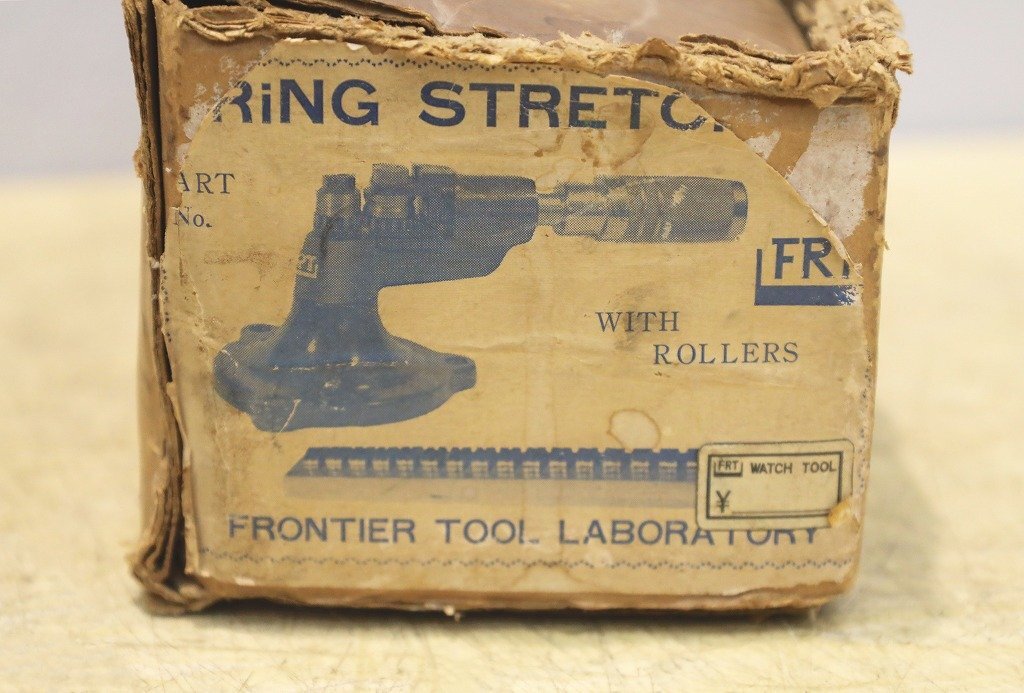 RiNG STRETC
ART
No.
FRT
WITH
ROLLERS
FRT WATCH TOOL
¥
FRONTIER TOOL LABORATORY